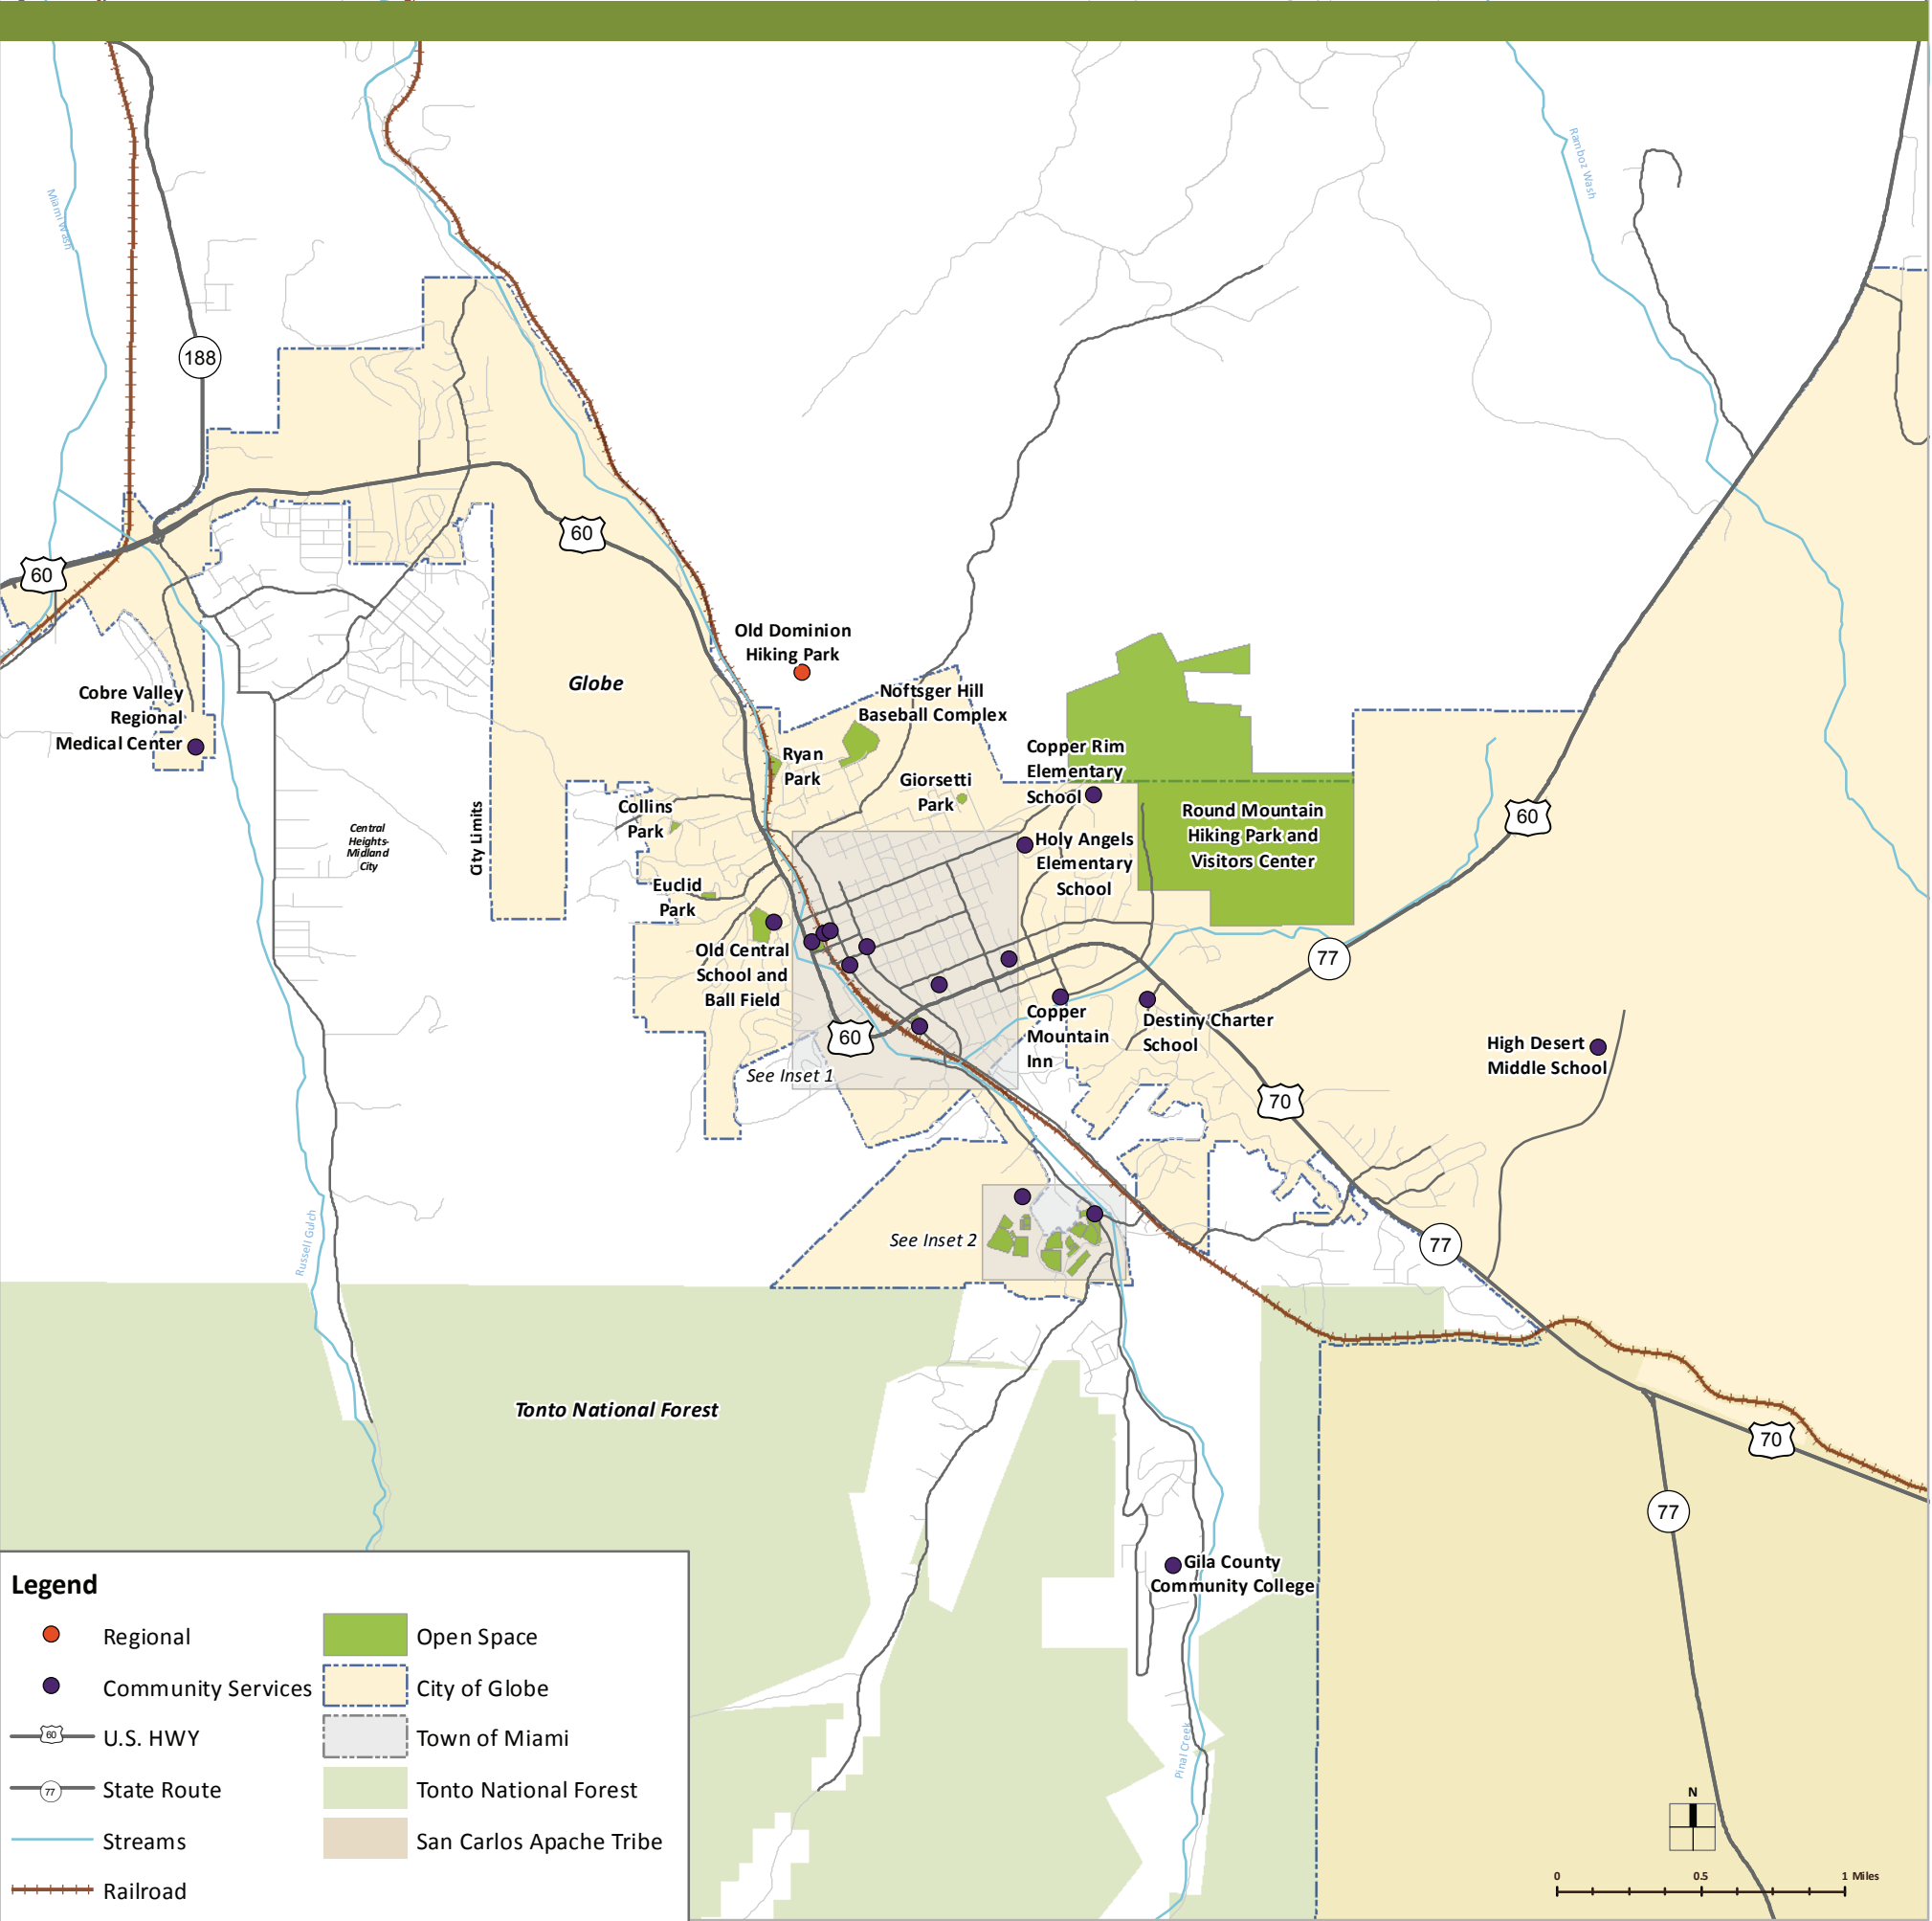 Miami Wash
Ramboz Wash
188
60
60
Old Dominion
Hiking Park
Globe
Noftsger Hill
Baseball Complex
Cobre Valley
Regional
Medical Center
Ryan
Park
Copper Rim
Elementary
School
Giorsetti
Park
Collins
Park
City Limits
Central
Heights-
Midland
City
Round Mountain
Hiking Park and
Visitors Center
60
Holy Angels
Elementary
School
Euclid
Park
Old Central
School and
Ball Field
77
60
Copper
Mountain
Inn
Destiny Charter
School
High Desert
Middle School
See Inset 1
70
See Inset 2
77
Russell Gulch
Tonto National Forest
70
77
Gila County
Community College
Pinal Creek
Legend
Regional
Community Services
60
U.S. HWY
77
State Route
Streams
Railroad
Open Space
City of Globe
Town of Miami
Tonto National Forest
San Carlos Apache Tribe
N
0 0.5 1 Miles